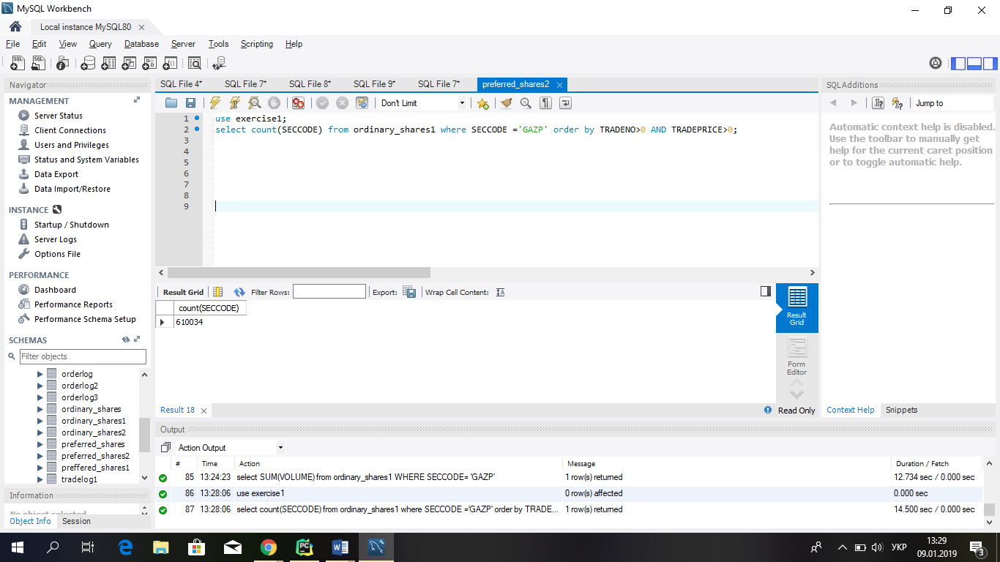 MySQL Workbench
Local instance MySQL80
File Edit View Query Database Server Tools Scripting Help
Navigator
MANAGEMENT
Server Status
Client Connections
Users and Privileges
Status and System Variables
Data Export
Data Import/Restore
INSTANCE
Startup / Shutdown
Server Logs
Options File
PERFORMANCE
Dashboard
Performance Reports
Performance Schema Setup
SCHEMAS
Filter objects
orderlog
orderlog2
orderlog3
ordinary_shares
ordinary_shares1
ordinary_shares2
preferred_shares
preferred_shares2
preffered_shares1
tradelog1
Information
No object selected
Object Info Session
SQL File 4* SQL File 7* SQL File 8* SQL File 9* SQL File 7* preferred_shares2
Don't Limit
1 use exercise1;
2 select count(SECCODE) from ordinary_shares1 where SECCODE ='GAZP' order by TRADENO>0 AND TRADEPRICE>0;
3
4
5
6
7
8
9
Result Grid Filter Rows: Export: Wrap Cell Content:
count(SECCODE)
610034
Result Grid
Form Editor
Result 18 Read Only
SQLAdditions
Jump to
Automatic context help is disabled.
Use the toolbar to manually get
help for the current caret position
or to toggle automatic help.
Context Help Snippets
Output
Action Output
# Time Action Message Duration / Fetch
85 13:24:23 select SUM(VOLUME) from ordinary_shares1 WHERE SECCODE= 'GAZP' 1 row(s) returned 12.734 sec / 0.000 sec
86 13:28:06 use exercise1 0 row(s) affected 0.000 sec
87 13:28:06 select count(SECCODE) from ordinary_shares1 where SECCODE ='GAZP' order by TRADE... 1 row(s) returned 14.500 sec / 0.000 sec
УКР
13:29
09.01.2019
3